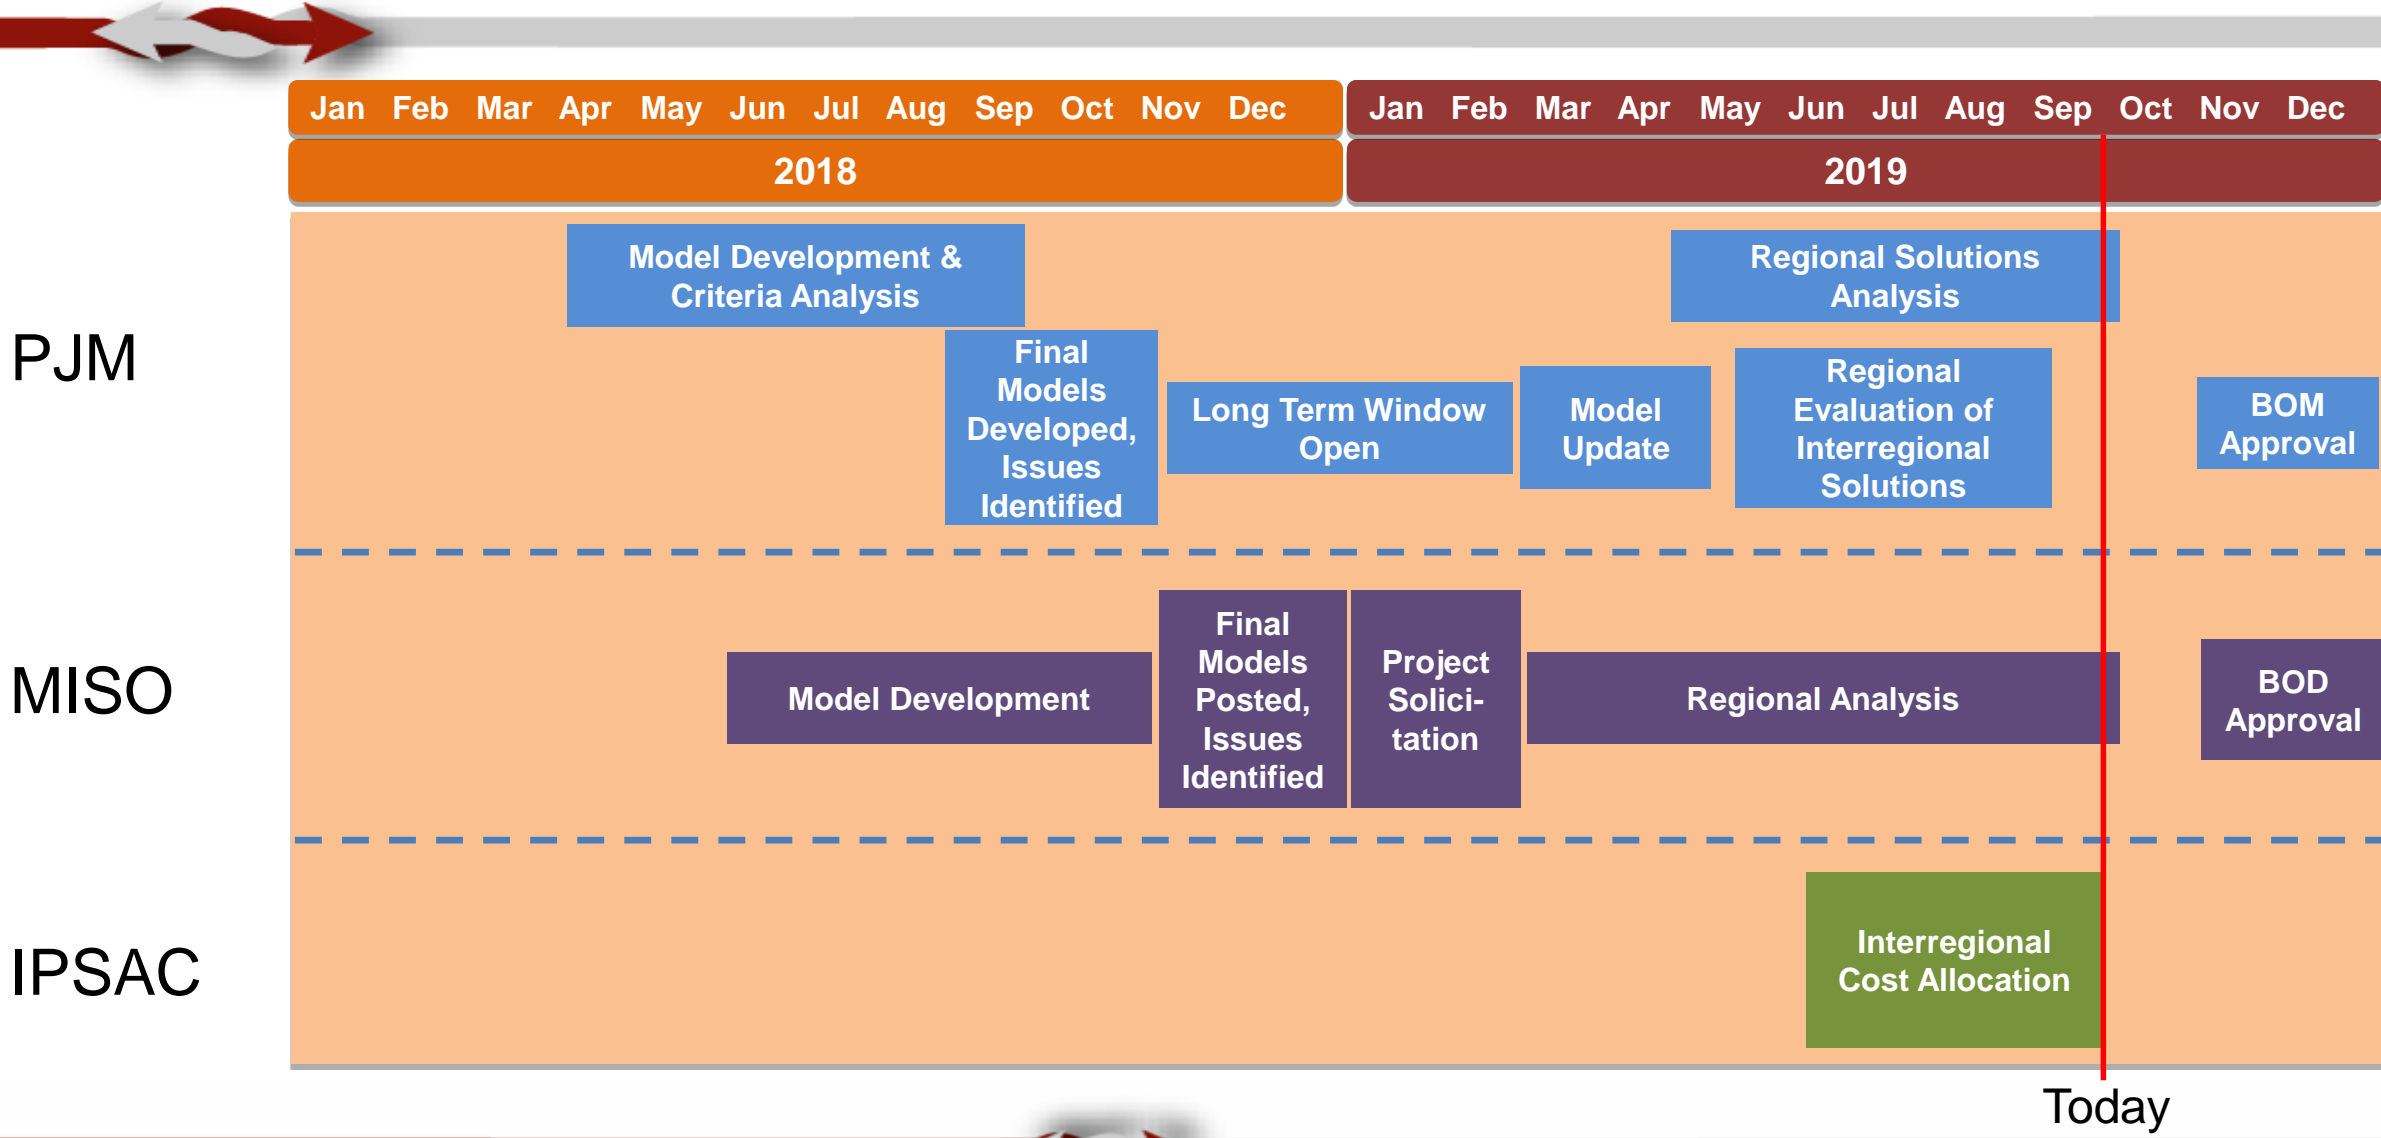 Jan Feb Mar Apr May Jun Jul Aug Sep Oct Nov Dec
Jan Feb Mar Apr May Jun Jul Aug Sep Oct Nov Dec
2018
2019
PJM
Model Development &
Criteria Analysis
Final
Models
Developed,
Issues
Identified
Long Term Window
Open
Model
Update
Regional Solutions
Analysis
Regional
Evaluation of
Interregional
Solutions
BOM
Approval
MISO
Model Development
Final
Models
Posted,
Issues
Identified
Project
Solici-
tation
Regional Analysis
BOD
Approval
IPSAC
Interregional
Cost Allocation
Today